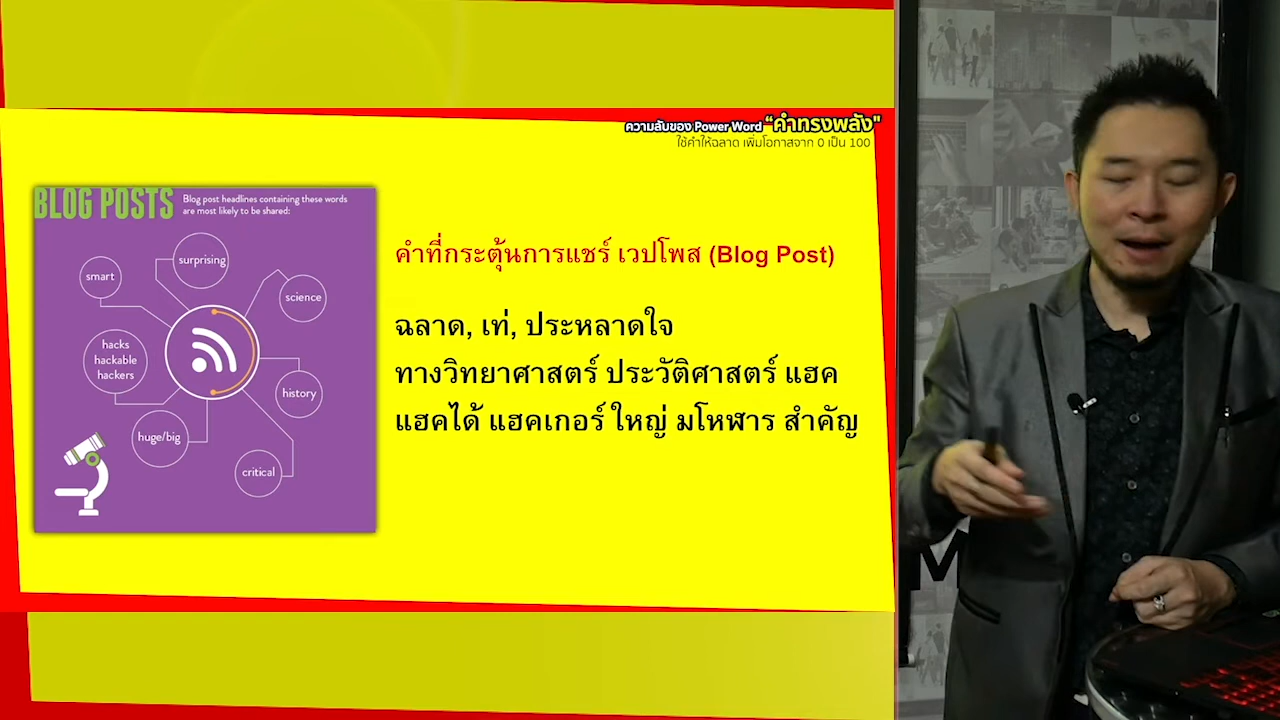 ความลับของ Power Word “คำทรงพลัง"
ใช้คำให้ฉลาด เพิ่มโอกาสจาก 0 เป็น 100
BLOG POSTS
Blog post headlines containing these words
are most likely to be shared:
surprising
smart
science
hacks
hackable
hackers
history
huge/big
critical
คำที่กระตุ้นการแชร์ เวปโพส (Blog Post)
ฉลาด, เท่, ประหลาดใจ
ทางวิทยาศาสตร์ ประวัติศาสตร์ แฮค
แฮคได้ แฮคเกอร์ ใหญ่ มโหฬาร สำคัญ
M